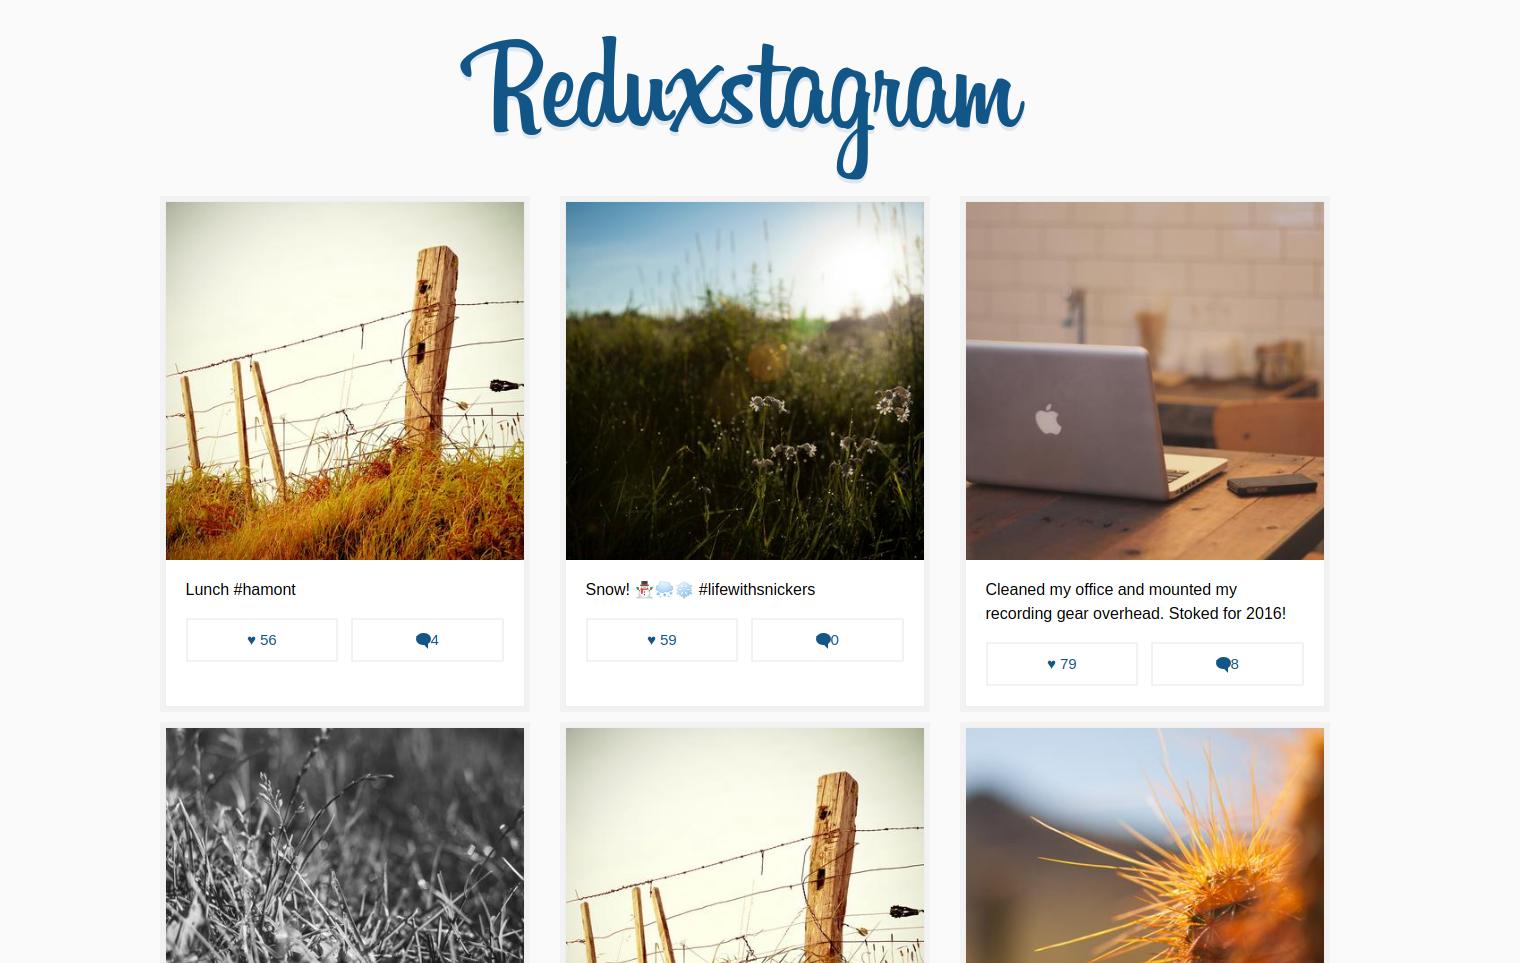 Reduxstagram
Lunch #hamont
Snow! ⛄🌨❄ #lifewithsnickers
Cleaned my office and mounted my
recording gear overhead. Stoked for 2016!
♥ 56
4
♥ 59
0
♥ 79
8